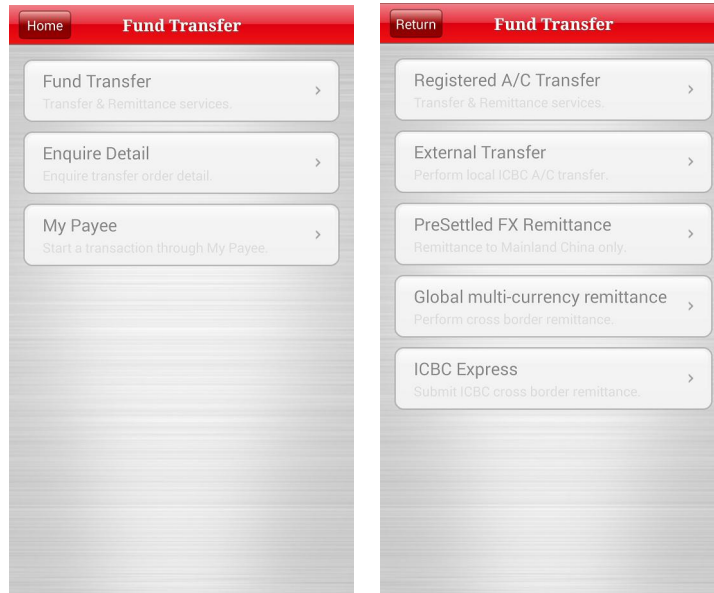 Home
Fund Transfer
Fund Transfer
Transfer & Remittance services.
Enquire Detail
Enquire transfer order detail.
My Payee
Start a transaction through My Payee.
Return
Fund Transfer
Registered A/C Transfer
Transfer & Remittance services.
External Transfer
Perform local ICBC A/C transfer.
PreSettled FX Remittance
Remittance to Mainland China only.
Global multi-currency remittance
Perform cross border remittance.
ICBC Express
Submit ICBC cross border remittance.